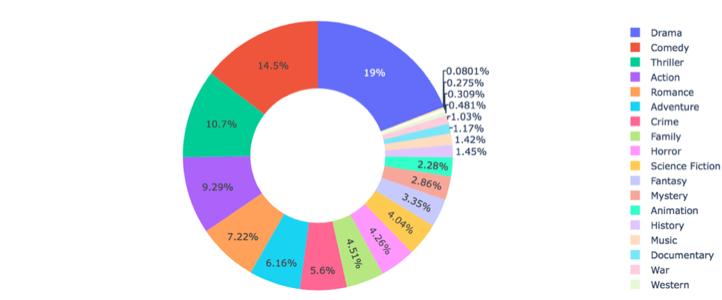 19%
0.0801%
0.275%
0.309%
0.481%
1.03%
1.17%
1.42%
1.45%
2.28%
2.86%
3.35%
4.04%
4.26%
4.51%
5.6%
6.16%
7.22%
9.29%
10.7%
14.5%
Drama
Comedy
Thriller
Action
Romance
Adventure
Crime
Family
Horror
Science Fiction
Fantasy
Mystery
Animation
History
Music
Documentary
War
Western